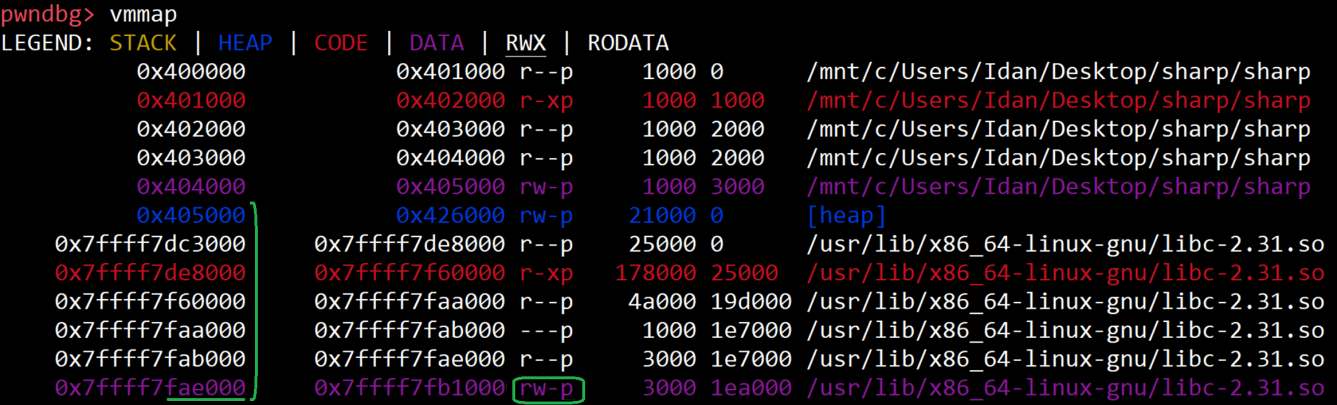 pwndbg> vmmap
LEGEND: STACK | HEAP | CODE | DATA | RWX | RODATA
0x400000 0x401000 r--p 1000 0 /mnt/c/Users/Idan/Desktop/sharp/sharp
0x401000 0x402000 r-xp 1000 1000 /mnt/c/Users/Idan/Desktop/sharp/sharp
0x402000 0x403000 r--p 1000 2000 /mnt/c/Users/Idan/Desktop/sharp/sharp
0x403000 0x404000 r--p 1000 2000 /mnt/c/Users/Idan/Desktop/sharp/sharp
0x404000 0x405000 rw-p 1000 3000 /mnt/c/Users/Idan/Desktop/sharp/sharp
0x405000 0x426000 rw-p 21000 0 [heap]
0x7ffff7dc3000 0x7ffff7de8000 r--p 25000 0 /usr/lib/x86_64-linux-gnu/libc-2.31.so
0x7ffff7de8000 0x7ffff7f60000 r-xp 178000 25000 /usr/lib/x86_64-linux-gnu/libc-2.31.so
0x7ffff7f60000 0x7ffff7faa000 r--p 4a000 19d000 /usr/lib/x86_64-linux-gnu/libc-2.31.so
0x7ffff7faa000 0x7ffff7fab000 ---p 1000 1e7000 /usr/lib/x86_64-linux-gnu/libc-2.31.so
0x7ffff7fab000 0x7ffff7fae000 r--p 3000 1e7000 /usr/lib/x86_64-linux-gnu/libc-2.31.so
0x7ffff7fae000 0x7ffff7fb1000 rw-p 3000 1ea000 /usr/lib/x86_64-linux-gnu/libc-2.31.so